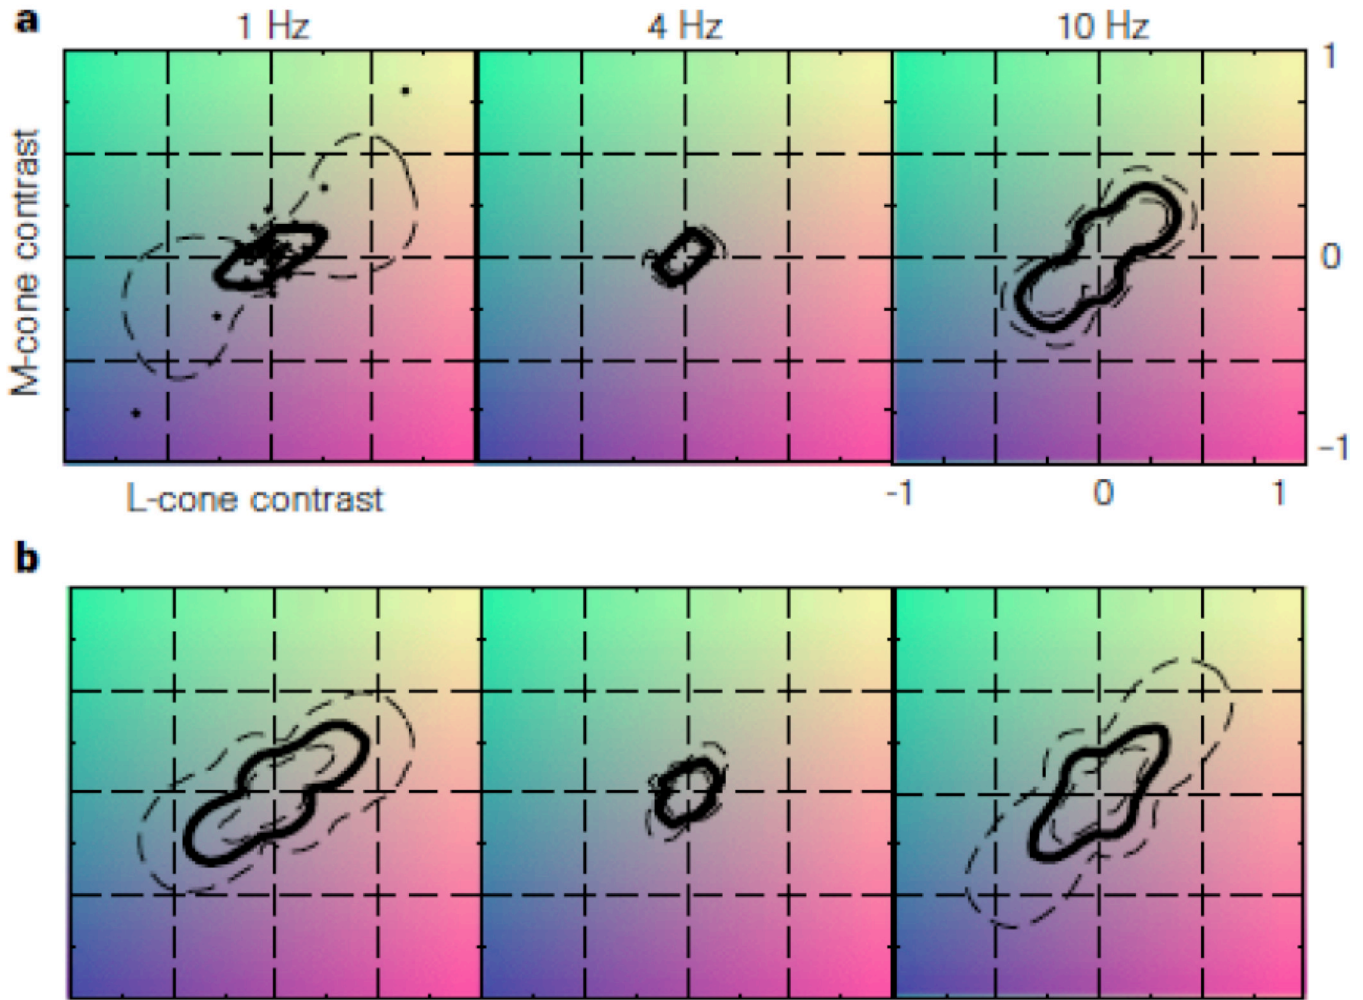 a
1 Hz 4 Hz 10 Hz
M-cone contrast
1
0
-1
L-cone contrast
-1 0 1
b